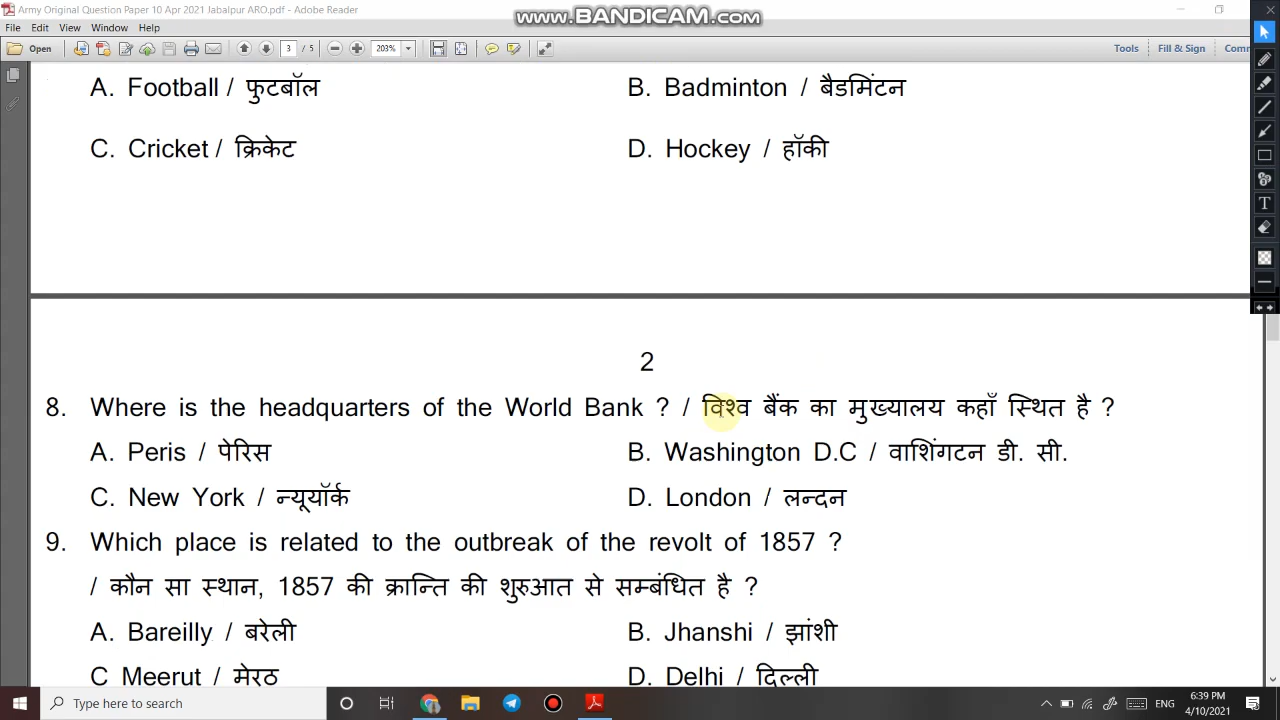 Army Original Question Paper 10 Apr 2021 Jabalpur ARO.pdf - Adobe Reader
www.BANDICAM.com
File Edit View Window Help
Open 3 / 5 203% Tools Fill & Sign Comm
A. Football / फुटबॉल B. Badminton / बैडमिंटन
C. Cricket / क्रिकेट D. Hockey / हॉकी
2
8. Where is the headquarters of the World Bank ? / विश्व बैंक का मुख्यालय कहाँ स्थित है ?
A. Peris / पेरिस B. Washington D.C / वाशिंगटन डी. सी.
C. New York / न्यूयॉर्क D. London / लन्दन
9. Which place is related to the outbreak of the revolt of 1857 ?
/ कौन सा स्थान, 1857 की क्रान्ति की शुरुआत से सम्बंधित है ?
A. Bareilly / बरेली B. Jhanshi / झांशी
C Meerut / मेरठ D. Delhi / दिल्ली
Type here to search ENG 6:39 PM
4/10/2021